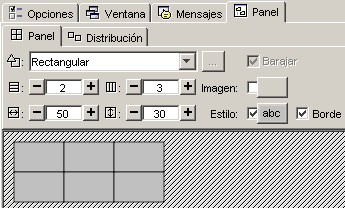 Opciones Ventana Mensajes Panel
Panel Distribución
Rectangular ... Barajar
2 3 Imagen:
50 30 Estilo: abc Borde